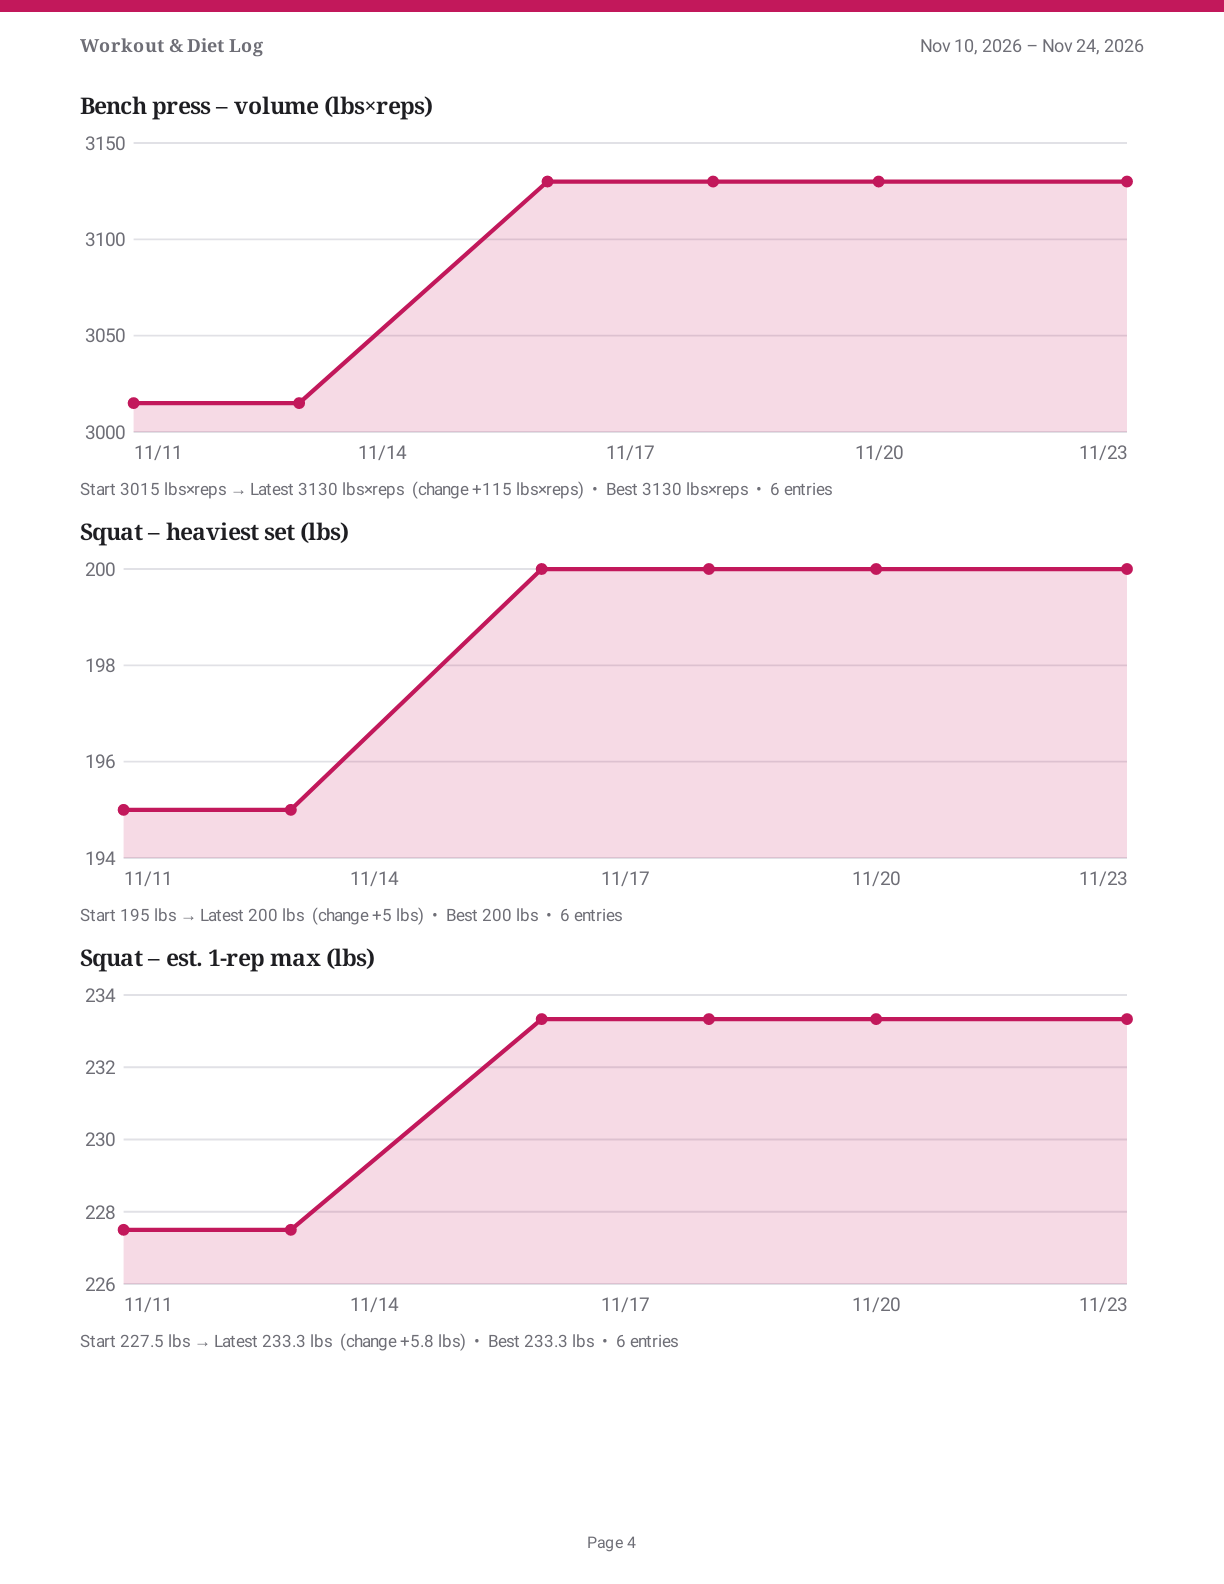 Workout & Diet Log
Nov 10, 2026 – Nov 24, 2026
Bench press – volume (lbs×reps)
3150
3100
3050
3000
11/11 11/14 11/17 11/20 11/23
Start 3015 lbs×reps → Latest 3130 lbs×reps (change +115 lbs×reps) • Best 3130 lbs×reps • 6 entries
Squat – heaviest set (lbs)
200
198
196
194
11/11 11/14 11/17 11/20 11/23
Start 195 lbs → Latest 200 lbs (change +5 lbs) • Best 200 lbs • 6 entries
Squat – est. 1-rep max (lbs)
234
232
230
228
226
11/11 11/14 11/17 11/20 11/23
Start 227.5 lbs → Latest 233.3 lbs (change +5.8 lbs) • Best 233.3 lbs • 6 entries
Page 4